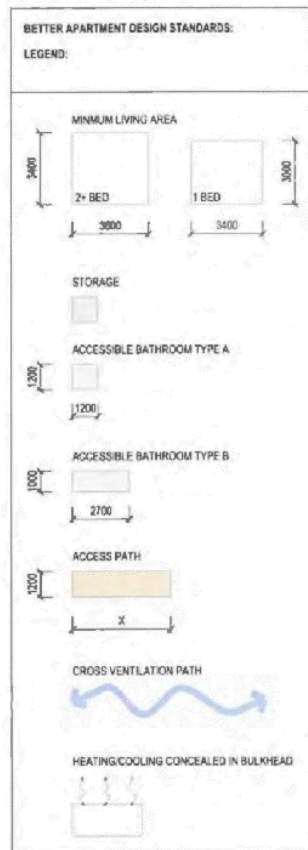 BETTER APARTMENT DESIGN STANDARDS:
LEGEND:
MINMUM LIVING AREA
3400
2+ BED
3600
1 BED
3000
3400
STORAGE
ACCESSIBLE BATHROOM TYPE A
1200
1200
ACCESSIBLE BATHROOM TYPE B
1000
2700
ACCESS PATH
1200
X
CROSS VENTILATION PATH
HEATING/COOLING CONCEALED IN BULKHEAD